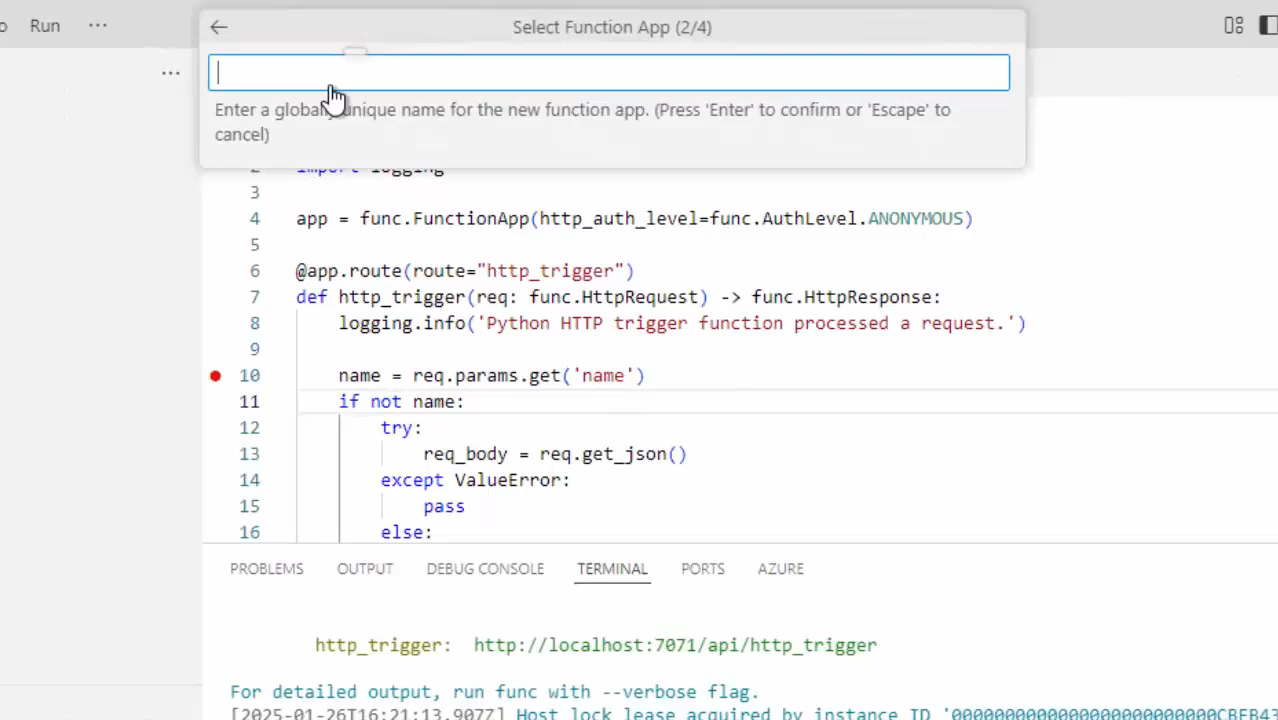 Run ...
Select Function App (2/4)
Enter a globally unique name for the new function app. (Press 'Enter' to confirm or 'Escape' to
cancel)
2 import logging
3
4 app = func.FunctionApp(http_auth_level=func.AuthLevel.ANONYMOUS)
5
6 @app.route(route="http_trigger")
7 def http_trigger(req: func.HttpRequest) -> func.HttpResponse:
8 logging.info('Python HTTP trigger function processed a request.')
9
10 name = req.params.get('name')
11 if not name:
12 try:
13 req_body = req.get_json()
14 except ValueError:
15 pass
16 else:
PROBLEMS OUTPUT DEBUG CONSOLE TERMINAL PORTS AZURE
http_trigger: http://localhost:7071/api/http_trigger
For detailed output, run func with --verbose flag.
[2025-01-26T16:21:13.907Z] Host lock lease acquired by instance ID